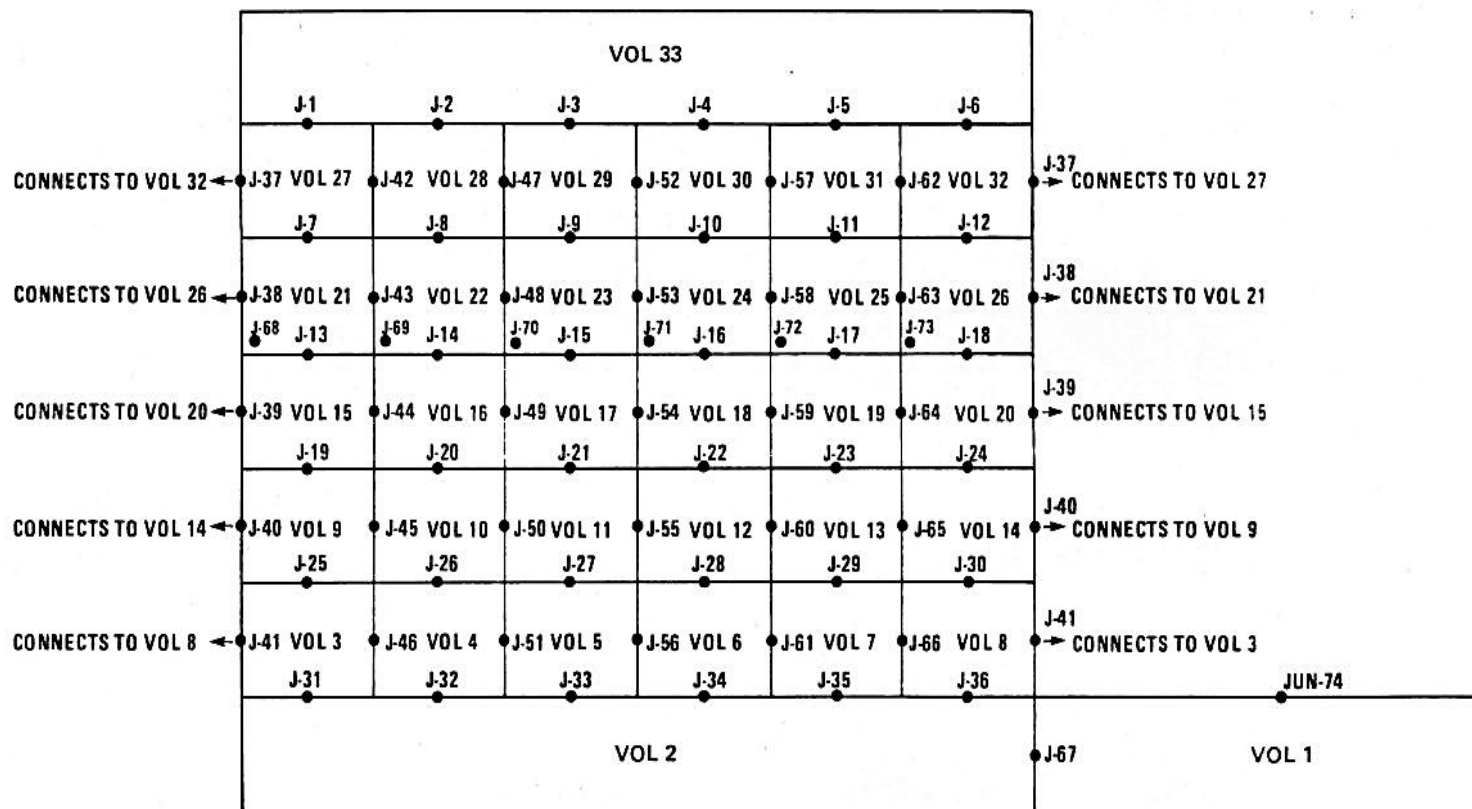 VOL 33
J-1 J-2 J-3 J-4 J-5 J-6
J-37
CONNECTS TO VOL 32 J-37 VOL 27 J-42 VOL 28 J-47 VOL 29 J-52 VOL 30 J-57 VOL 31 J-62 VOL 32 CONNECTS TO VOL 27
J-7 J-8 J-9 J-10 J-11 J-12
J-38
CONNECTS TO VOL 26 J-38 VOL 21 J-43 VOL 22 J-48 VOL 23 J-53 VOL 24 J-58 VOL 25 J-63 VOL 26 CONNECTS TO VOL 21
J-68 J-13 J-69 J-14 J-70 J-15 J-71 J-16 J-72 J-17 J-73 J-18
J-39
CONNECTS TO VOL 20 J-39 VOL 15 J-44 VOL 16 J-49 VOL 17 J-54 VOL 18 J-59 VOL 19 J-64 VOL 20 CONNECTS TO VOL 15
J-19 J-20 J-21 J-22 J-23 J-24
J-40
CONNECTS TO VOL 14 J-40 VOL 9 J-45 VOL 10 J-50 VOL 11 J-55 VOL 12 J-60 VOL 13 J-65 VOL 14 CONNECTS TO VOL 9
J-25 J-26 J-27 J-28 J-29 J-30
J-41
CONNECTS TO VOL 8 J-41 VOL 3 J-46 VOL 4 J-51 VOL 5 J-56 VOL 6 J-61 VOL 7 J-66 VOL 8 CONNECTS TO VOL 3
J-31 J-32 J-33 J-34 J-35 J-36 JUN-74
VOL 2 J-67 VOL 1